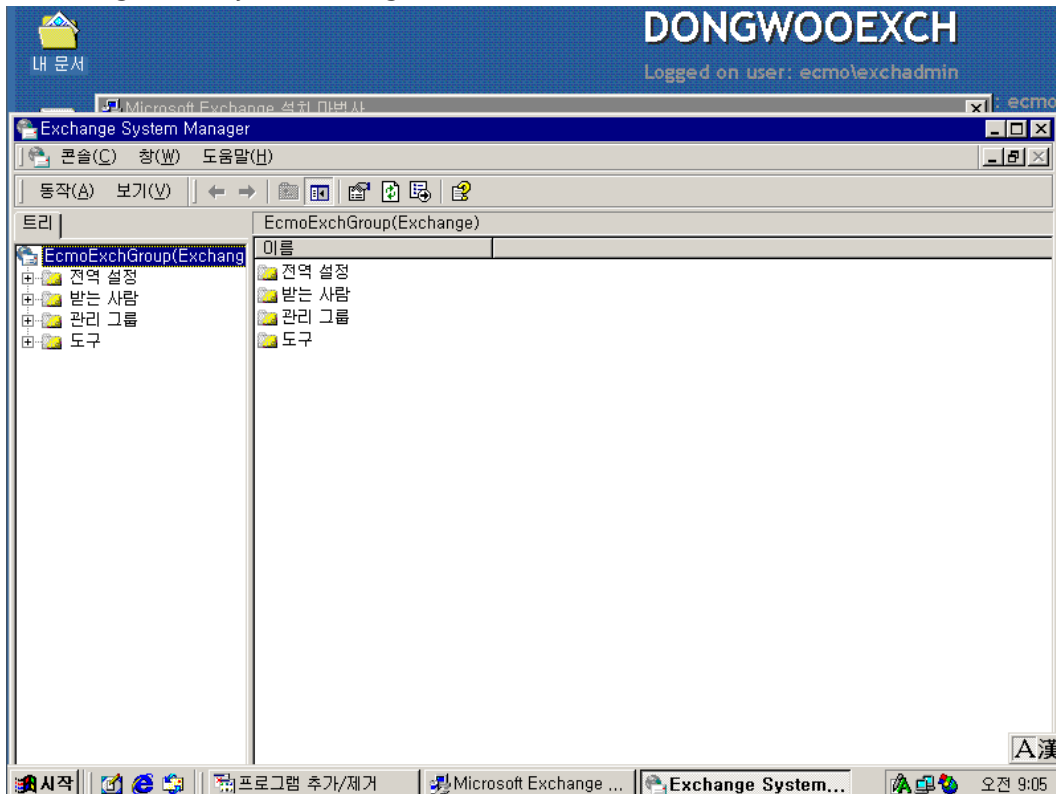 DONGWOOEXCH
내 문서
Logged on user: ecmo\exchadmin
Microsoft Exchange 설치 마법사
: ecmo
Exchange System Manager
콘솔(C) 창(W) 도움말(H)
동작(A) 보기(V)
트리
EcmoExchGroup(Exchange)
이름
EcmoExchGroup(Exchang
전역 설정
받는 사람
관리 그룹
도구
전역 설정
받는 사람
관리 그룹
도구
A漢
시작 프로그램 추가/제거 Microsoft Exchange ... Exchange System... 오전 9:05